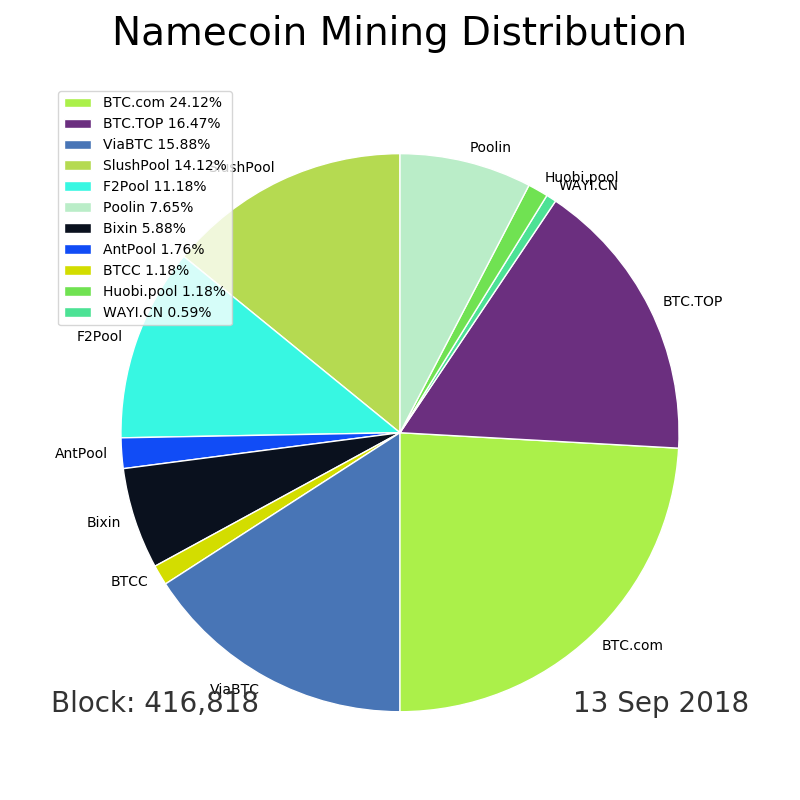 Namecoin Mining Distribution
BTC.com 24.12%
BTC.TOP 16.47%
ViaBTC 15.88%
SlushPool 14.12%
F2Pool 11.18%
Poolin 7.65%
Bixin 5.88%
AntPool 1.76%
BTCC 1.18%
Huobi.pool 1.18%
WAYI.CN 0.59%
Poolin
Huobi.pool
WAYI.CN
BTC.TOP
BTC.com
ViaBTC
BTCC
Bixin
AntPool
F2Pool
SlushPool
Block: 416,818
13 Sep 2018